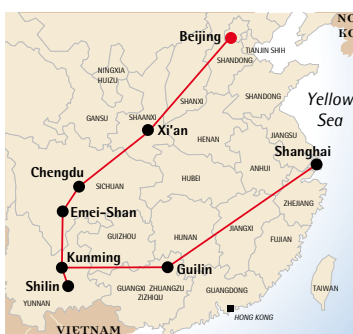 NO
KO
Beijing
TIANJIN SHIH
SHANDONG
NINGXIA
HUIZU
SHANXI
SHANDONG
Yellow
Sea
GANSU
SHAANXI
Xi'an
HENAN
JIANGSU
Shanghai
Chengdu
SICHUAN
HUBEI
ANHUI
ZHEJIANG
Emei-Shan
GUIZHOU
HUNAN
JIANGXI
FUJIAN
Kunming
Guilin
Shilin
GUANGXI ZHUANGZU
ZIZHIQU
GUANGDONG
TAIWAN
YUNNAN
HONG KONG
VIETNAM